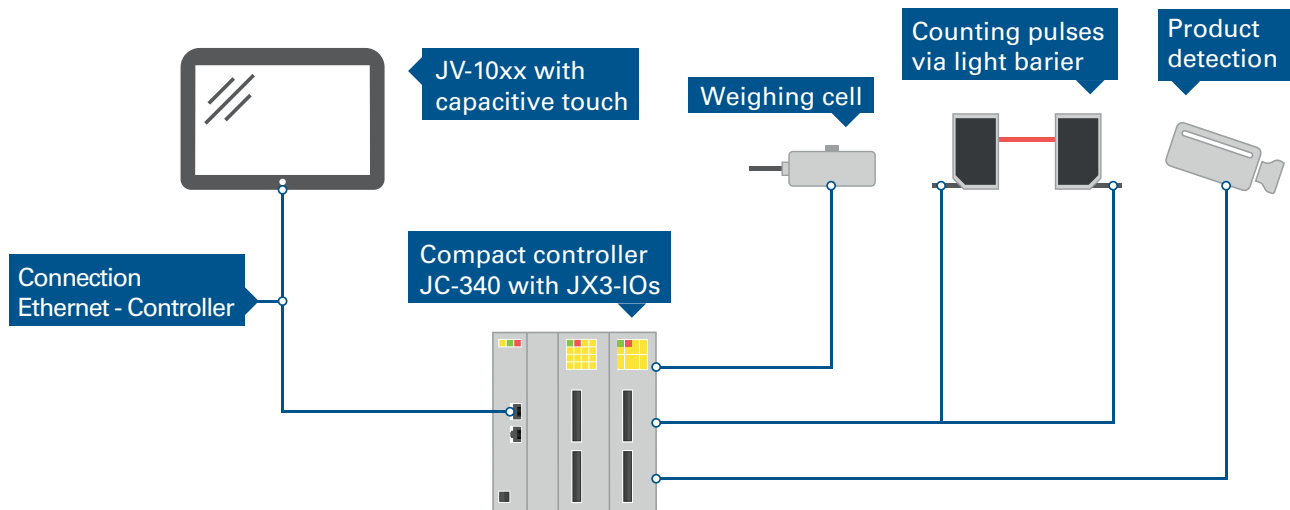 JV-10xx with
capacitive touch
Weighing cell
Counting pulses
via light barier
Product
detection
Connection
Ethernet - Controller
Compact controller
JC-340 with JX3-IOs